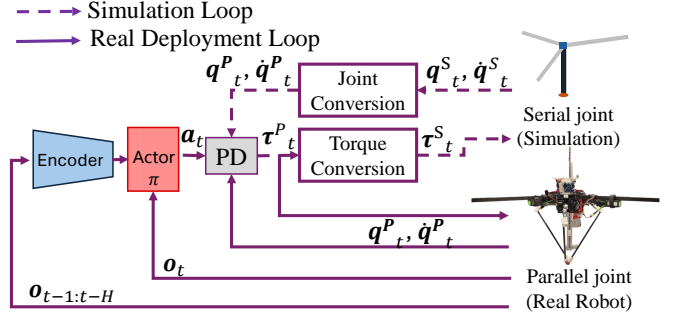 Simulation Loop
Real Deployment Loop
q^P_t, q̇^P_t
Joint
Conversion
q^S_t, q̇^S_t
Serial joint
(Simulation)
Encoder
Actor
π
a_t
PD
τ^P_t
Torque
Conversion
τ^S_t
q^P_t, q̇^P_t
o_t
Parallel joint
(Real Robot)
o_{t−1:t−H}